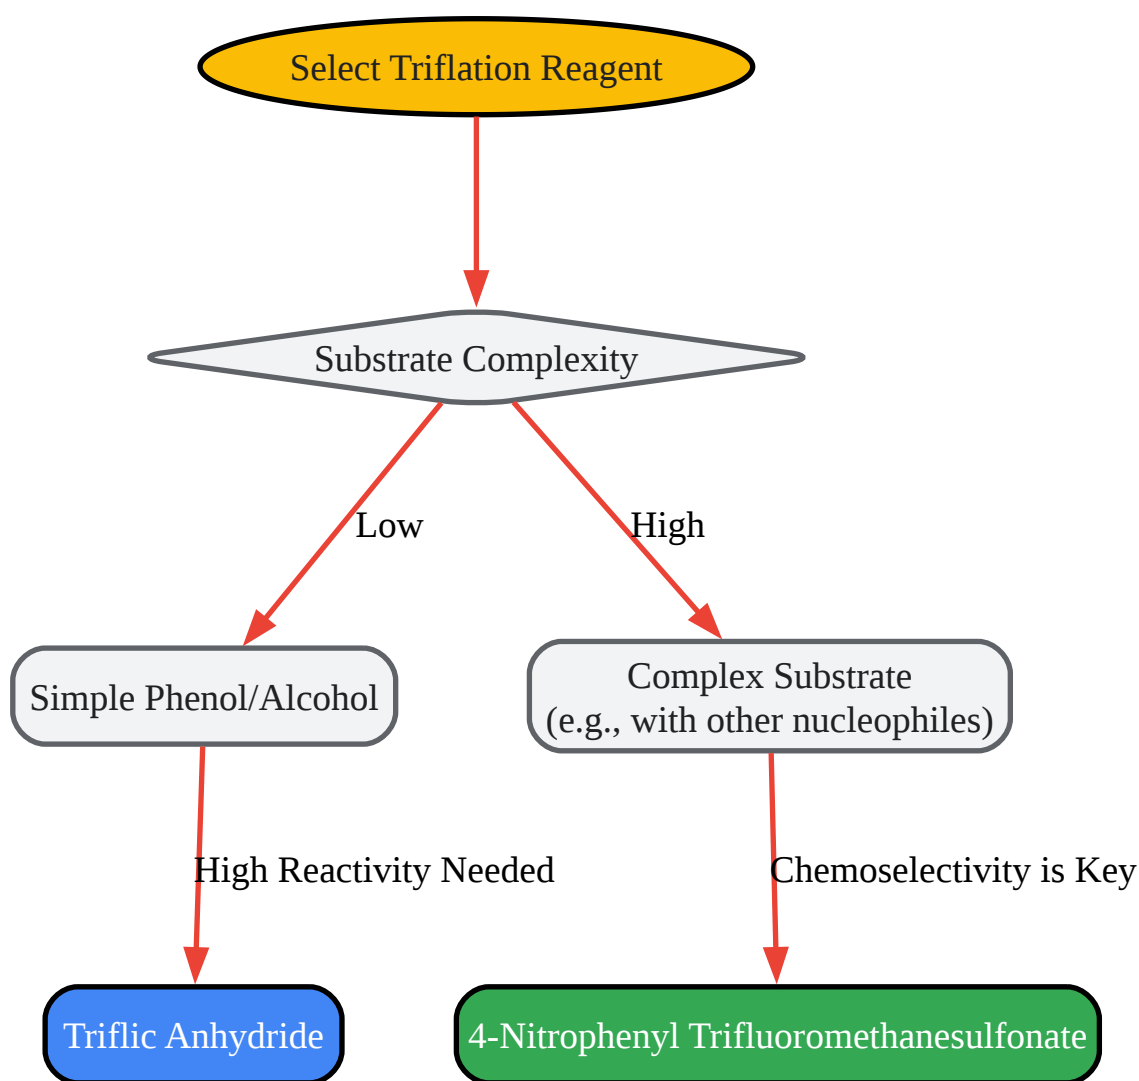 Select Triflation Reagent
Substrate Complexity
Low
High
Simple Phenol/Alcohol
Complex Substrate
(e.g., with other nucleophiles)
High Reactivity Needed
Chemoselectivity is Key
Triflic Anhydride
4-Nitrophenyl Trifluoromethanesulfonate